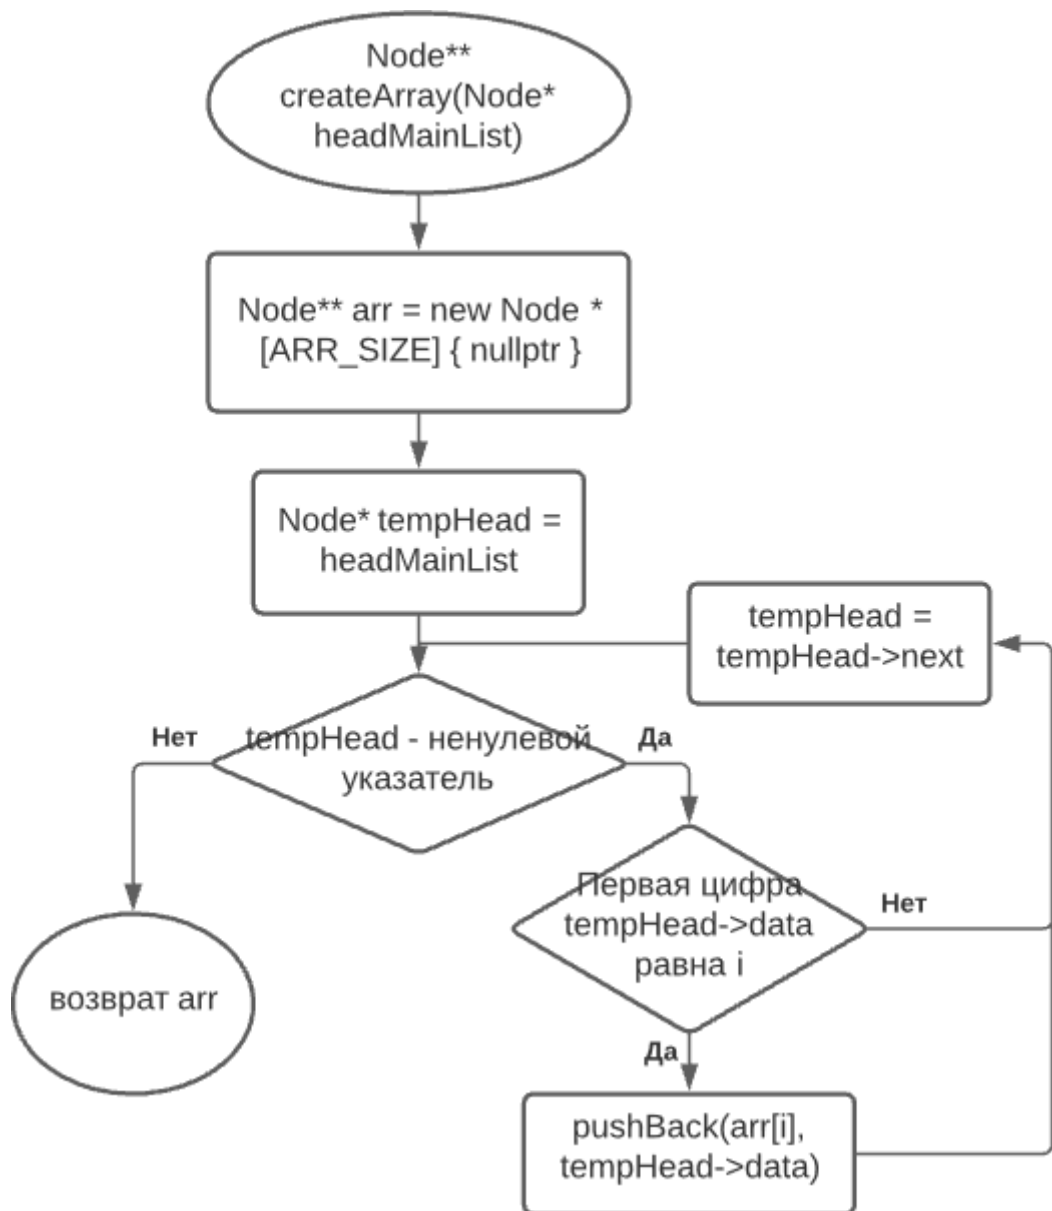 Node**
createArray(Node*
headMainList)
Node** arr = new Node *
[ARR_SIZE] { nullptr }
Node* tempHead =
headMainList
tempHead =
tempHead->next
Нет
tempHead - ненулевой
указатель
Да
Первая цифра
tempHead->data
равна i
Нет
возврат arr
Да
pushBack(arr[i],
tempHead->data)